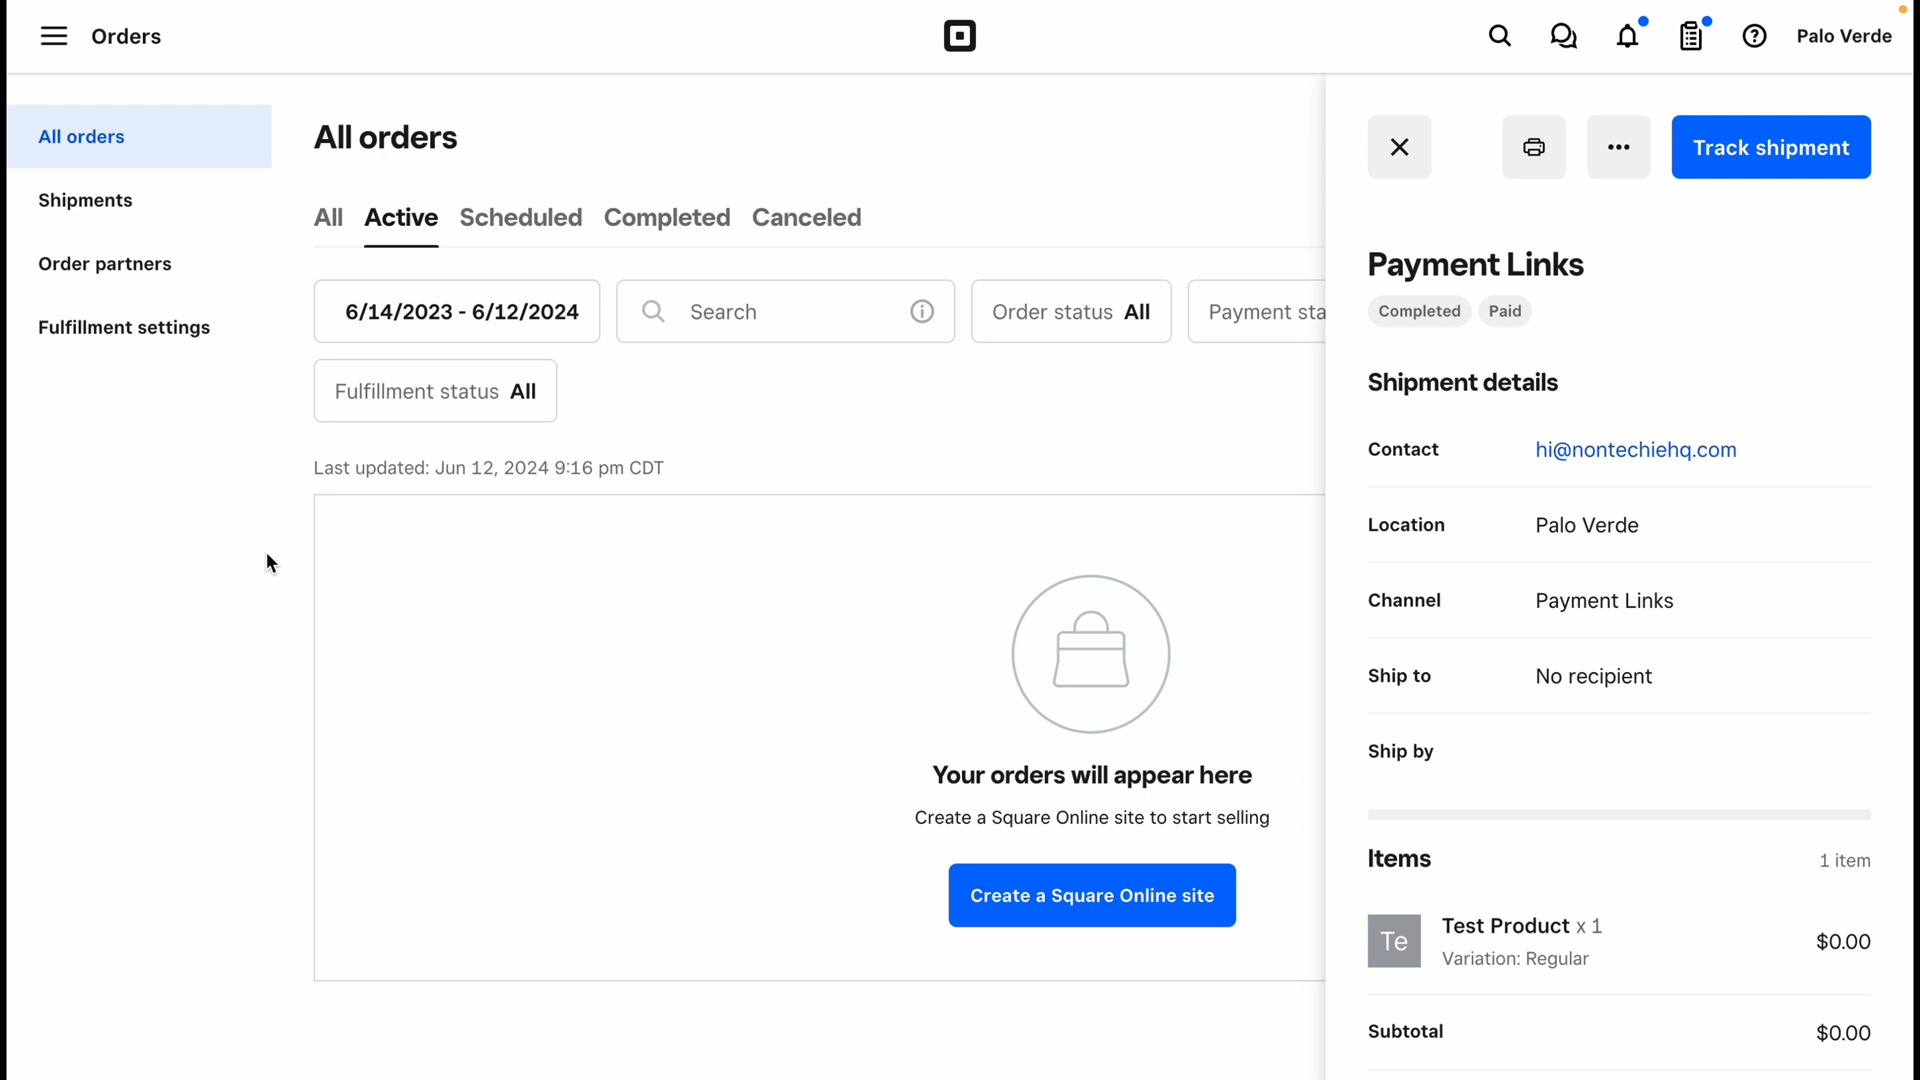 Orders
Palo Verde
All orders
Shipments
Order partners
Fulfillment settings
All orders
All Active Scheduled Completed Canceled
6/14/2023 - 6/12/2024
Search
Order status All
Payment sta
Fulfillment status All
Last updated: Jun 12, 2024 9:16 pm CDT
Your orders will appear here
Create a Square Online site to start selling
Create a Square Online site
Track shipment
Payment Links
Completed Paid
Shipment details
Contact hi@nontechiehq.com
Location Palo Verde
Channel Payment Links
Ship to No recipient
Ship by
Items 1 item
Te
Test Product x 1
Variation: Regular
$0.00
Subtotal $0.00